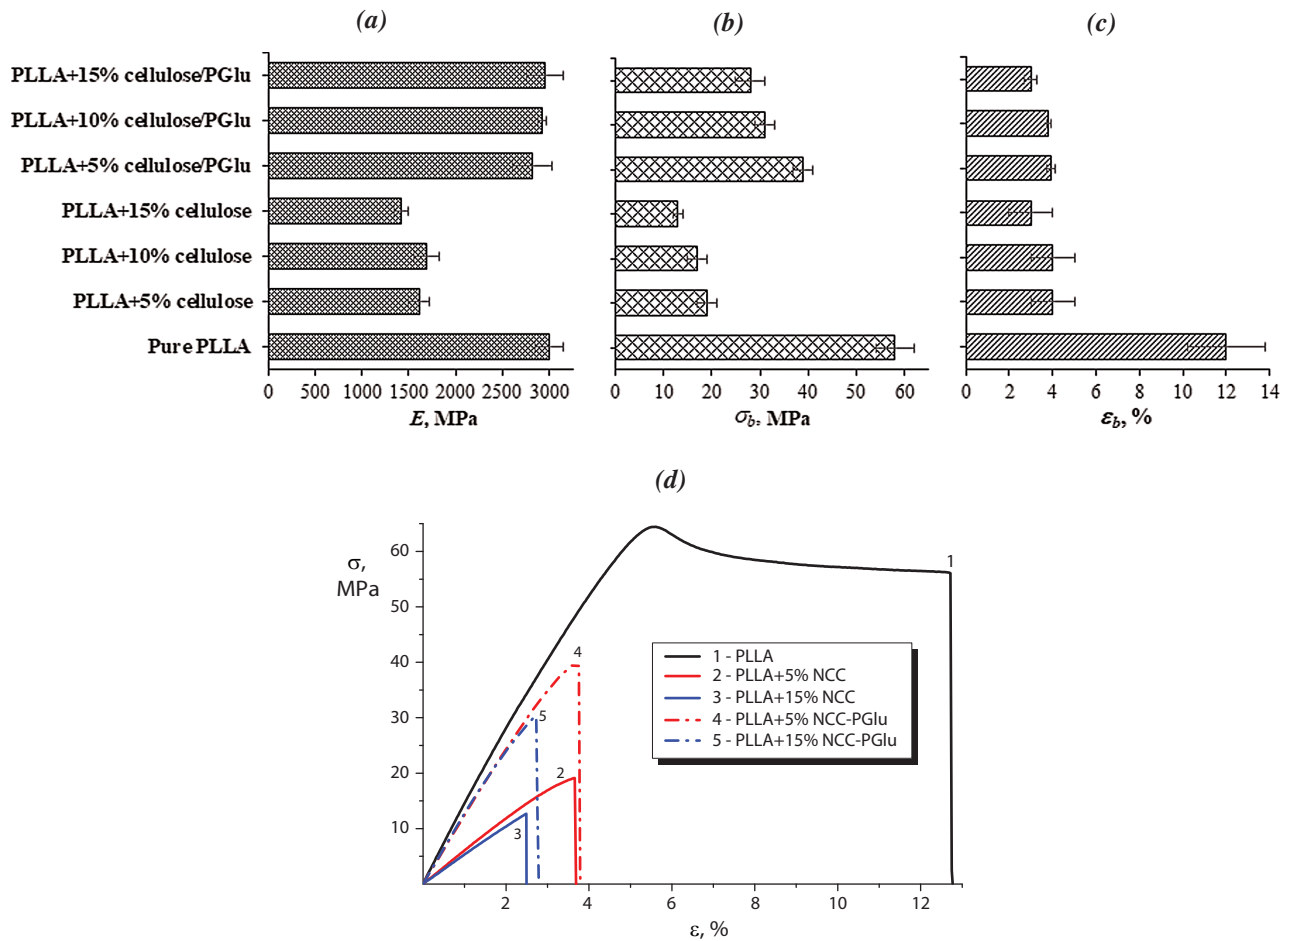 (a)
(b)
(c)
PLLA+15% cellulose/PGlu
PLLA+10% cellulose/PGlu
PLLA+5% cellulose/PGlu
PLLA+15% cellulose
PLLA+10% cellulose
PLLA+5% cellulose
Pure PLLA
0 500 1000 1500 2000 2500 3000
E, MPa
0 10 20 30 40 50 60
σb, MPa
0 2 4 6 8 10 12 14
εb, %
(d)
σ,
MPa
60
50
40
30
20
10
1
4
5
2
3
1 - PLLA
2 - PLLA+5% NCC
3 - PLLA+15% NCC
4 - PLLA+5% NCC-PGlu
5 - PLLA+15% NCC-PGlu
2 4 6 8 10 12
ε, %